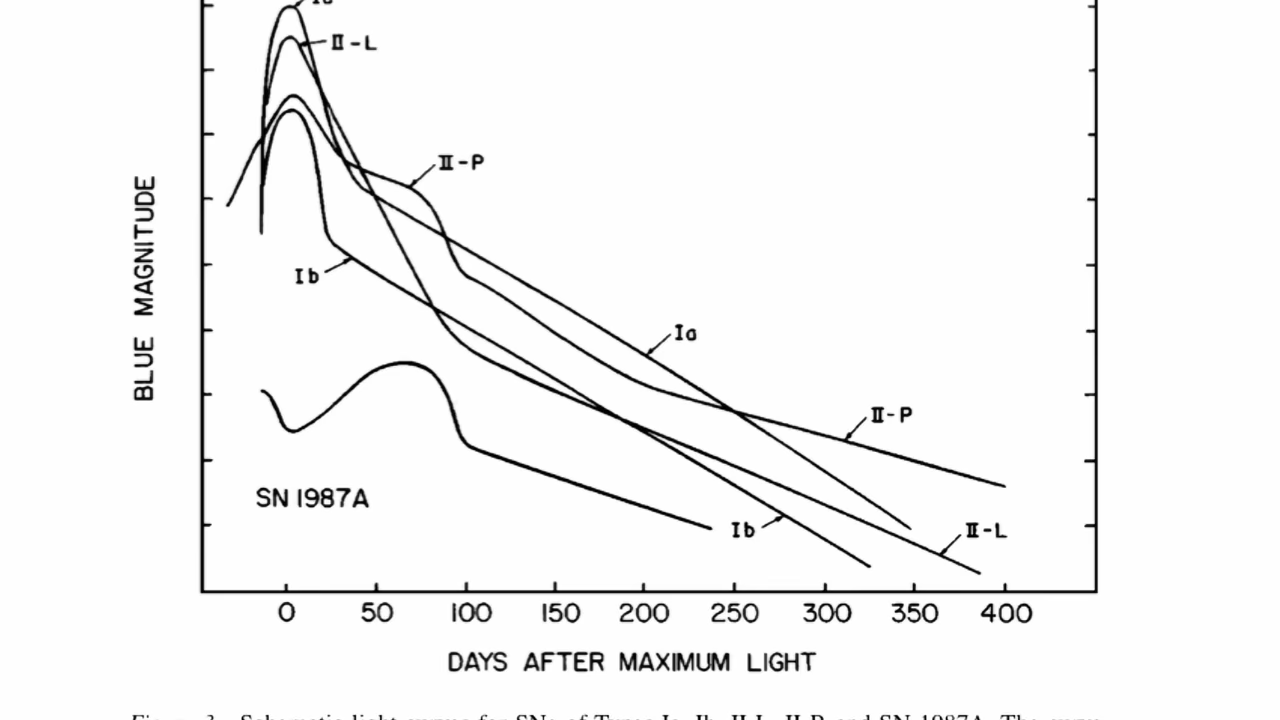 II-L
II-P
Ib
Ia
II-P
SN 1987A
Ib
II-L
BLUE MAGNITUDE
0 50 100 150 200 250 300 350 400
DAYS AFTER MAXIMUM LIGHT